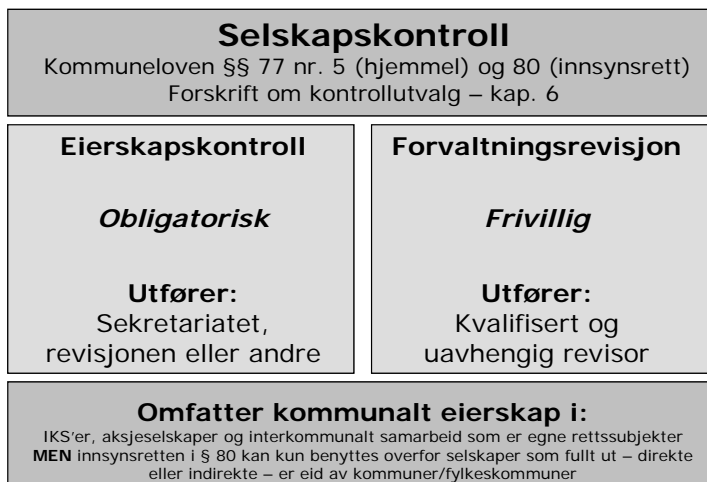 Selskapskontroll
Kommuneloven §§ 77 nr. 5 (hjemmel) og 80 (innsynsrett)
Forskrift om kontrollutvalg – kap. 6
Eierskapskontroll
Obligatorisk
Utfører:
Sekretariatet,
revisjonen eller andre
Forvaltningsrevisjon
Frivillig
Utfører:
Kvalifisert og
uavhengig revisor
Omfatter kommunalt eierskap i:
IKS'er, aksjeselskaper og interkommunalt samarbeid som er egne rettssubjekter
MEN innsynsretten i § 80 kan kun benyttes overfor selskaper som fullt ut – direkte
eller indirekte – er eid av kommuner/fylkeskommuner